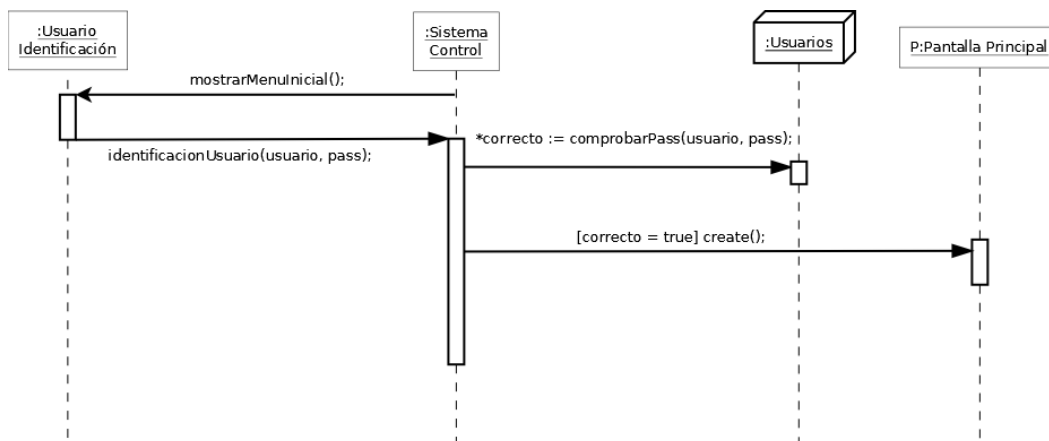 :Usuario
Identificación
:Sistema
Control
:Usuarios
P:Pantalla Principal
mostrarMenuInicial();
identificacionUsuario(usuario, pass);
*correcto := comprobarPass(usuario, pass);
[correcto = true] create();